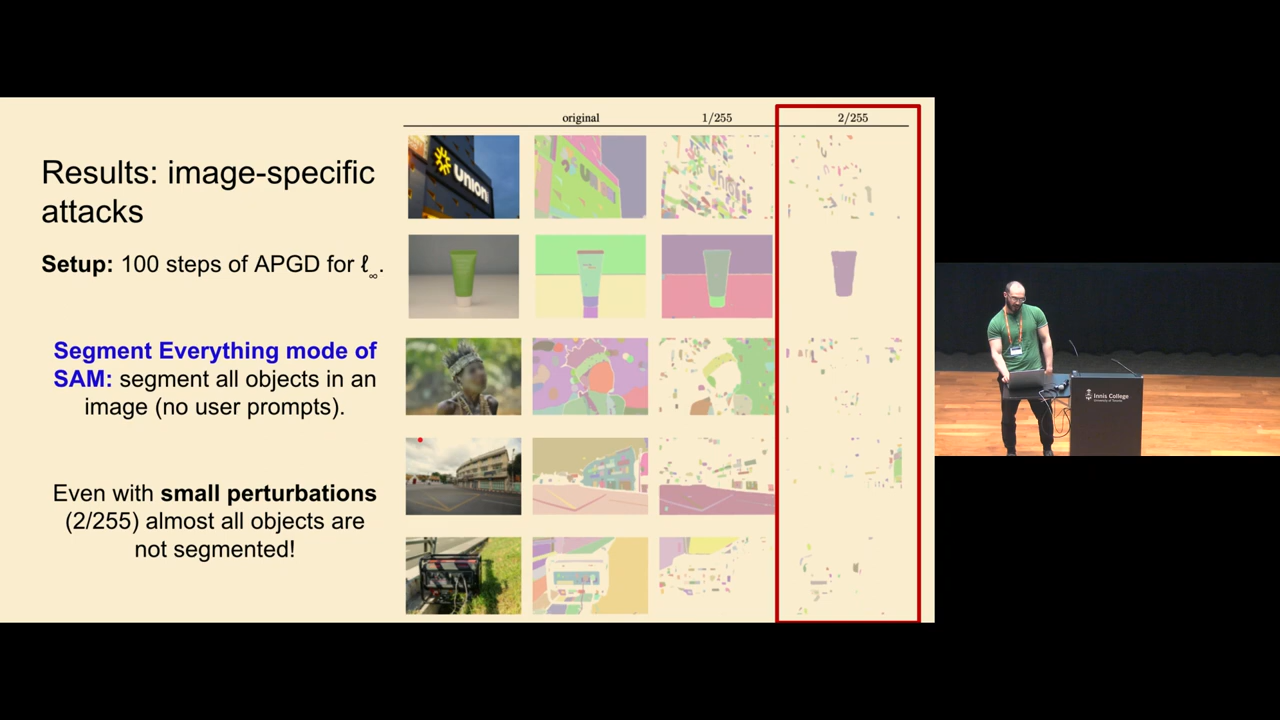 original 1/255 2/255
Results: image-specific
attacks
Setup: 100 steps of APGD for ℓ∞.
Segment Everything mode of
SAM: segment all objects in an
image (no user prompts).
Even with small perturbations
(2/255) almost all objects are
not segmented!
union
Innis College